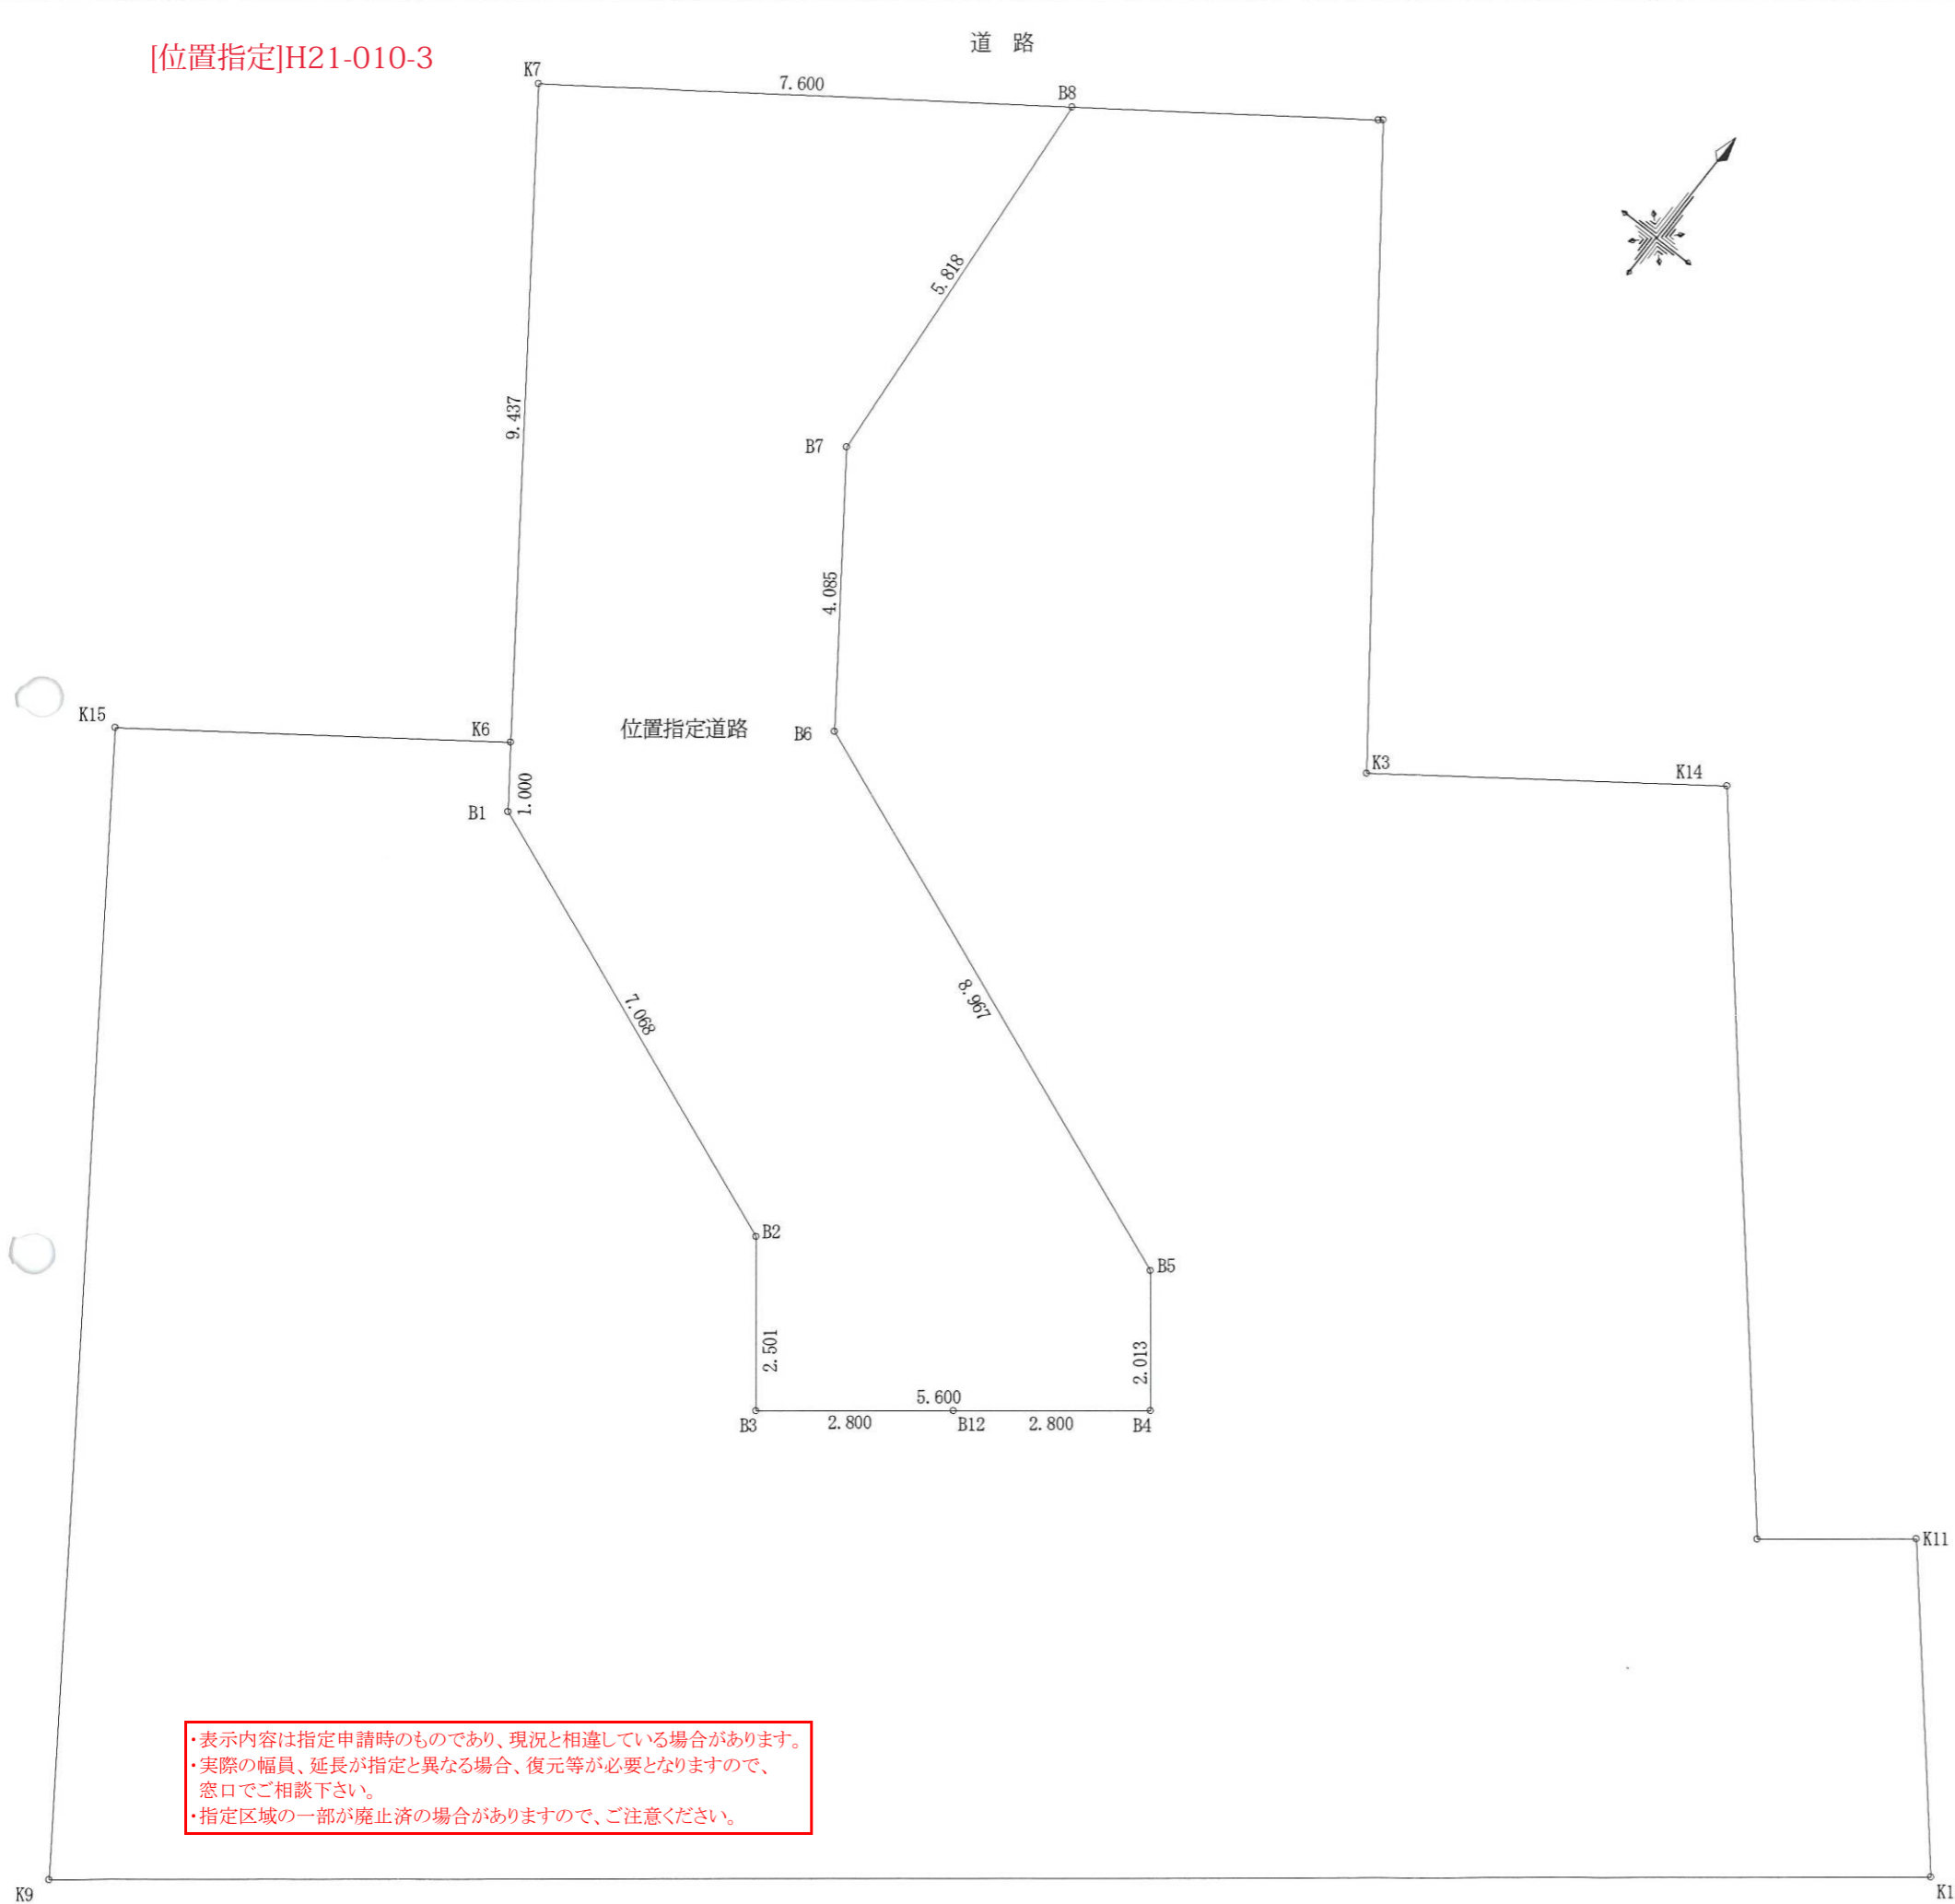 道 路
[位置指定]H21-010-3
K7
7.600
B8
5.818
9.437
B7
4.085
K15
K6
位置指定道路
B6
K3
K14
1.000
B1
8.967
7.068
B2
B5
2.501
2.013
5.600
B3
2.800
B12
2.800
B4
K11
・表示内容は指定申請時のものであり、現況と相違している場合があります。
・実際の幅員、延長が指定と異なる場合、復元等が必要となりますので、
窓口でご相談下さい。
・指定区域の一部が廃止済の場合がありますので、ご注意ください。
K9
K1